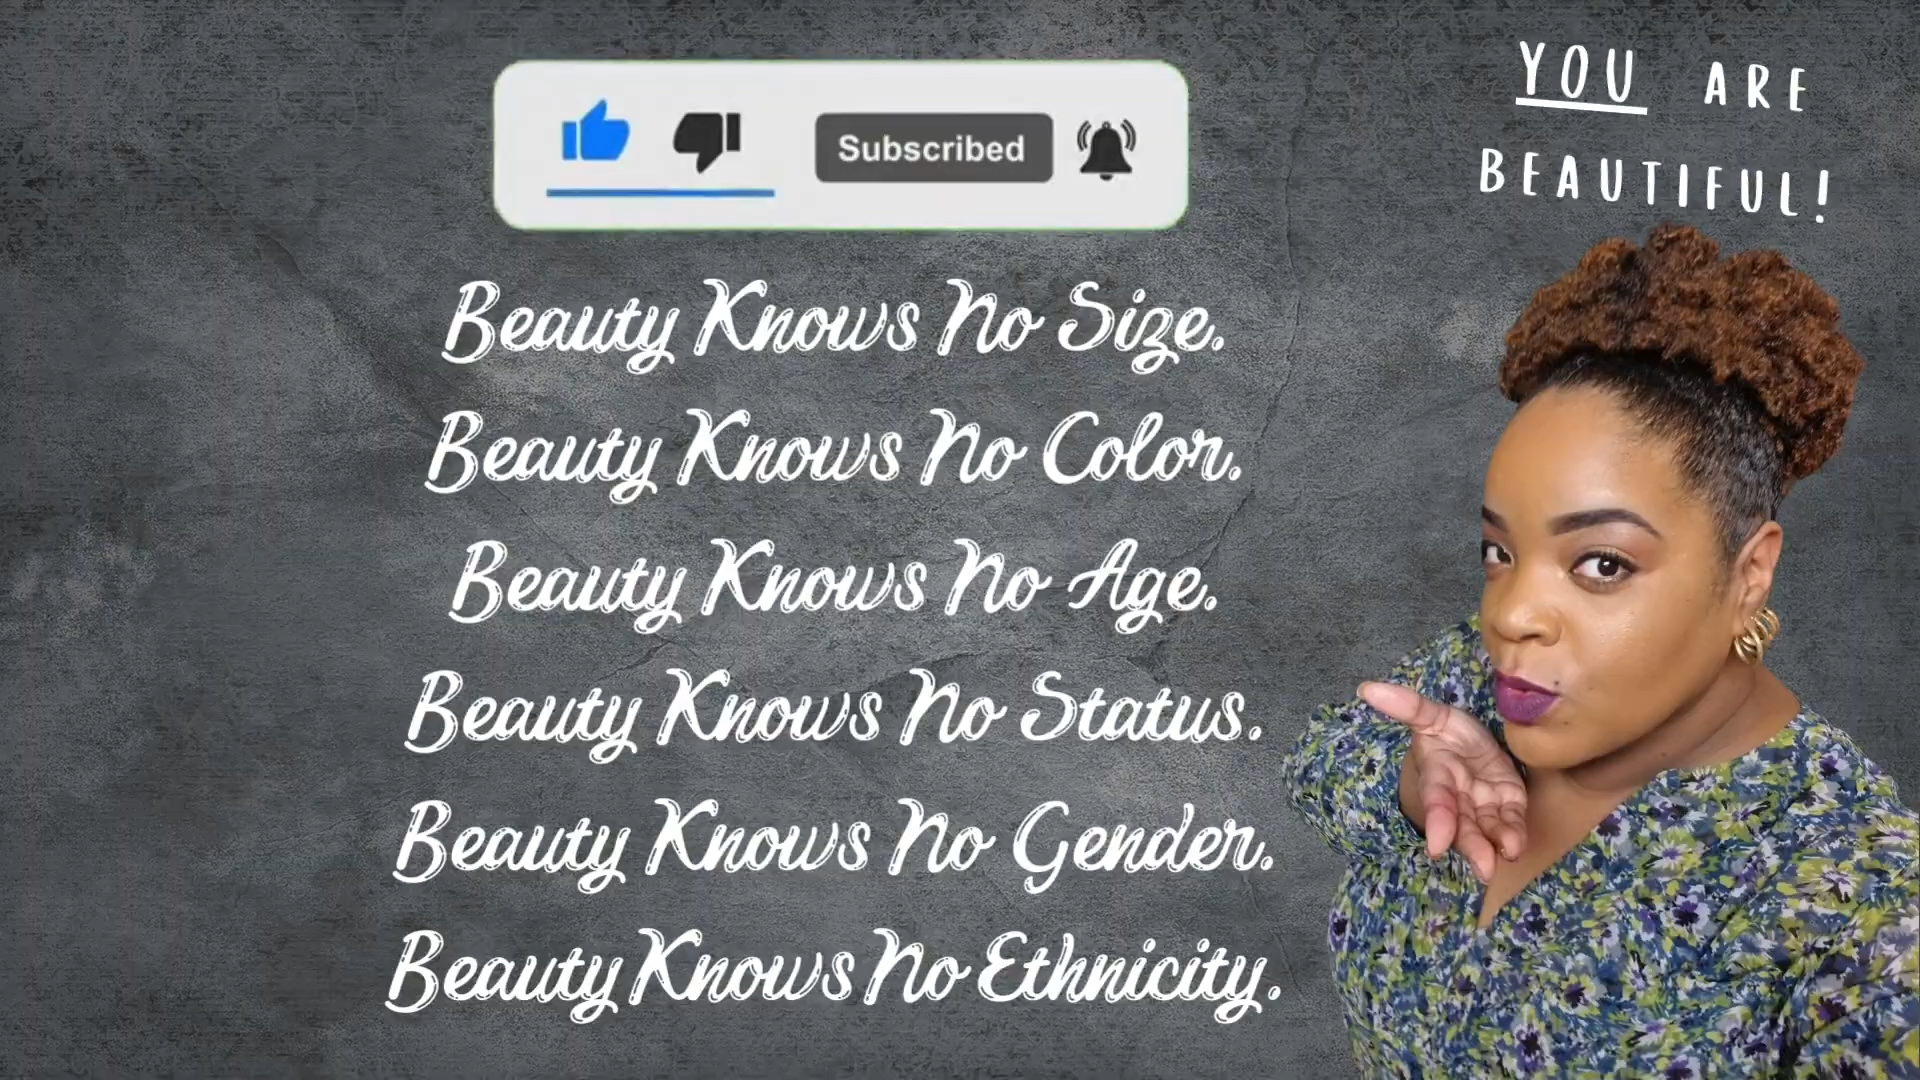 Subscribed
YOU ARE
BEAUTIFUL!
Beauty Knows No Size.
Beauty Knows No Color.
Beauty Knows No Age.
Beauty Knows No Status.
Beauty Knows No Gender.
Beauty Knows No Ethnicity.